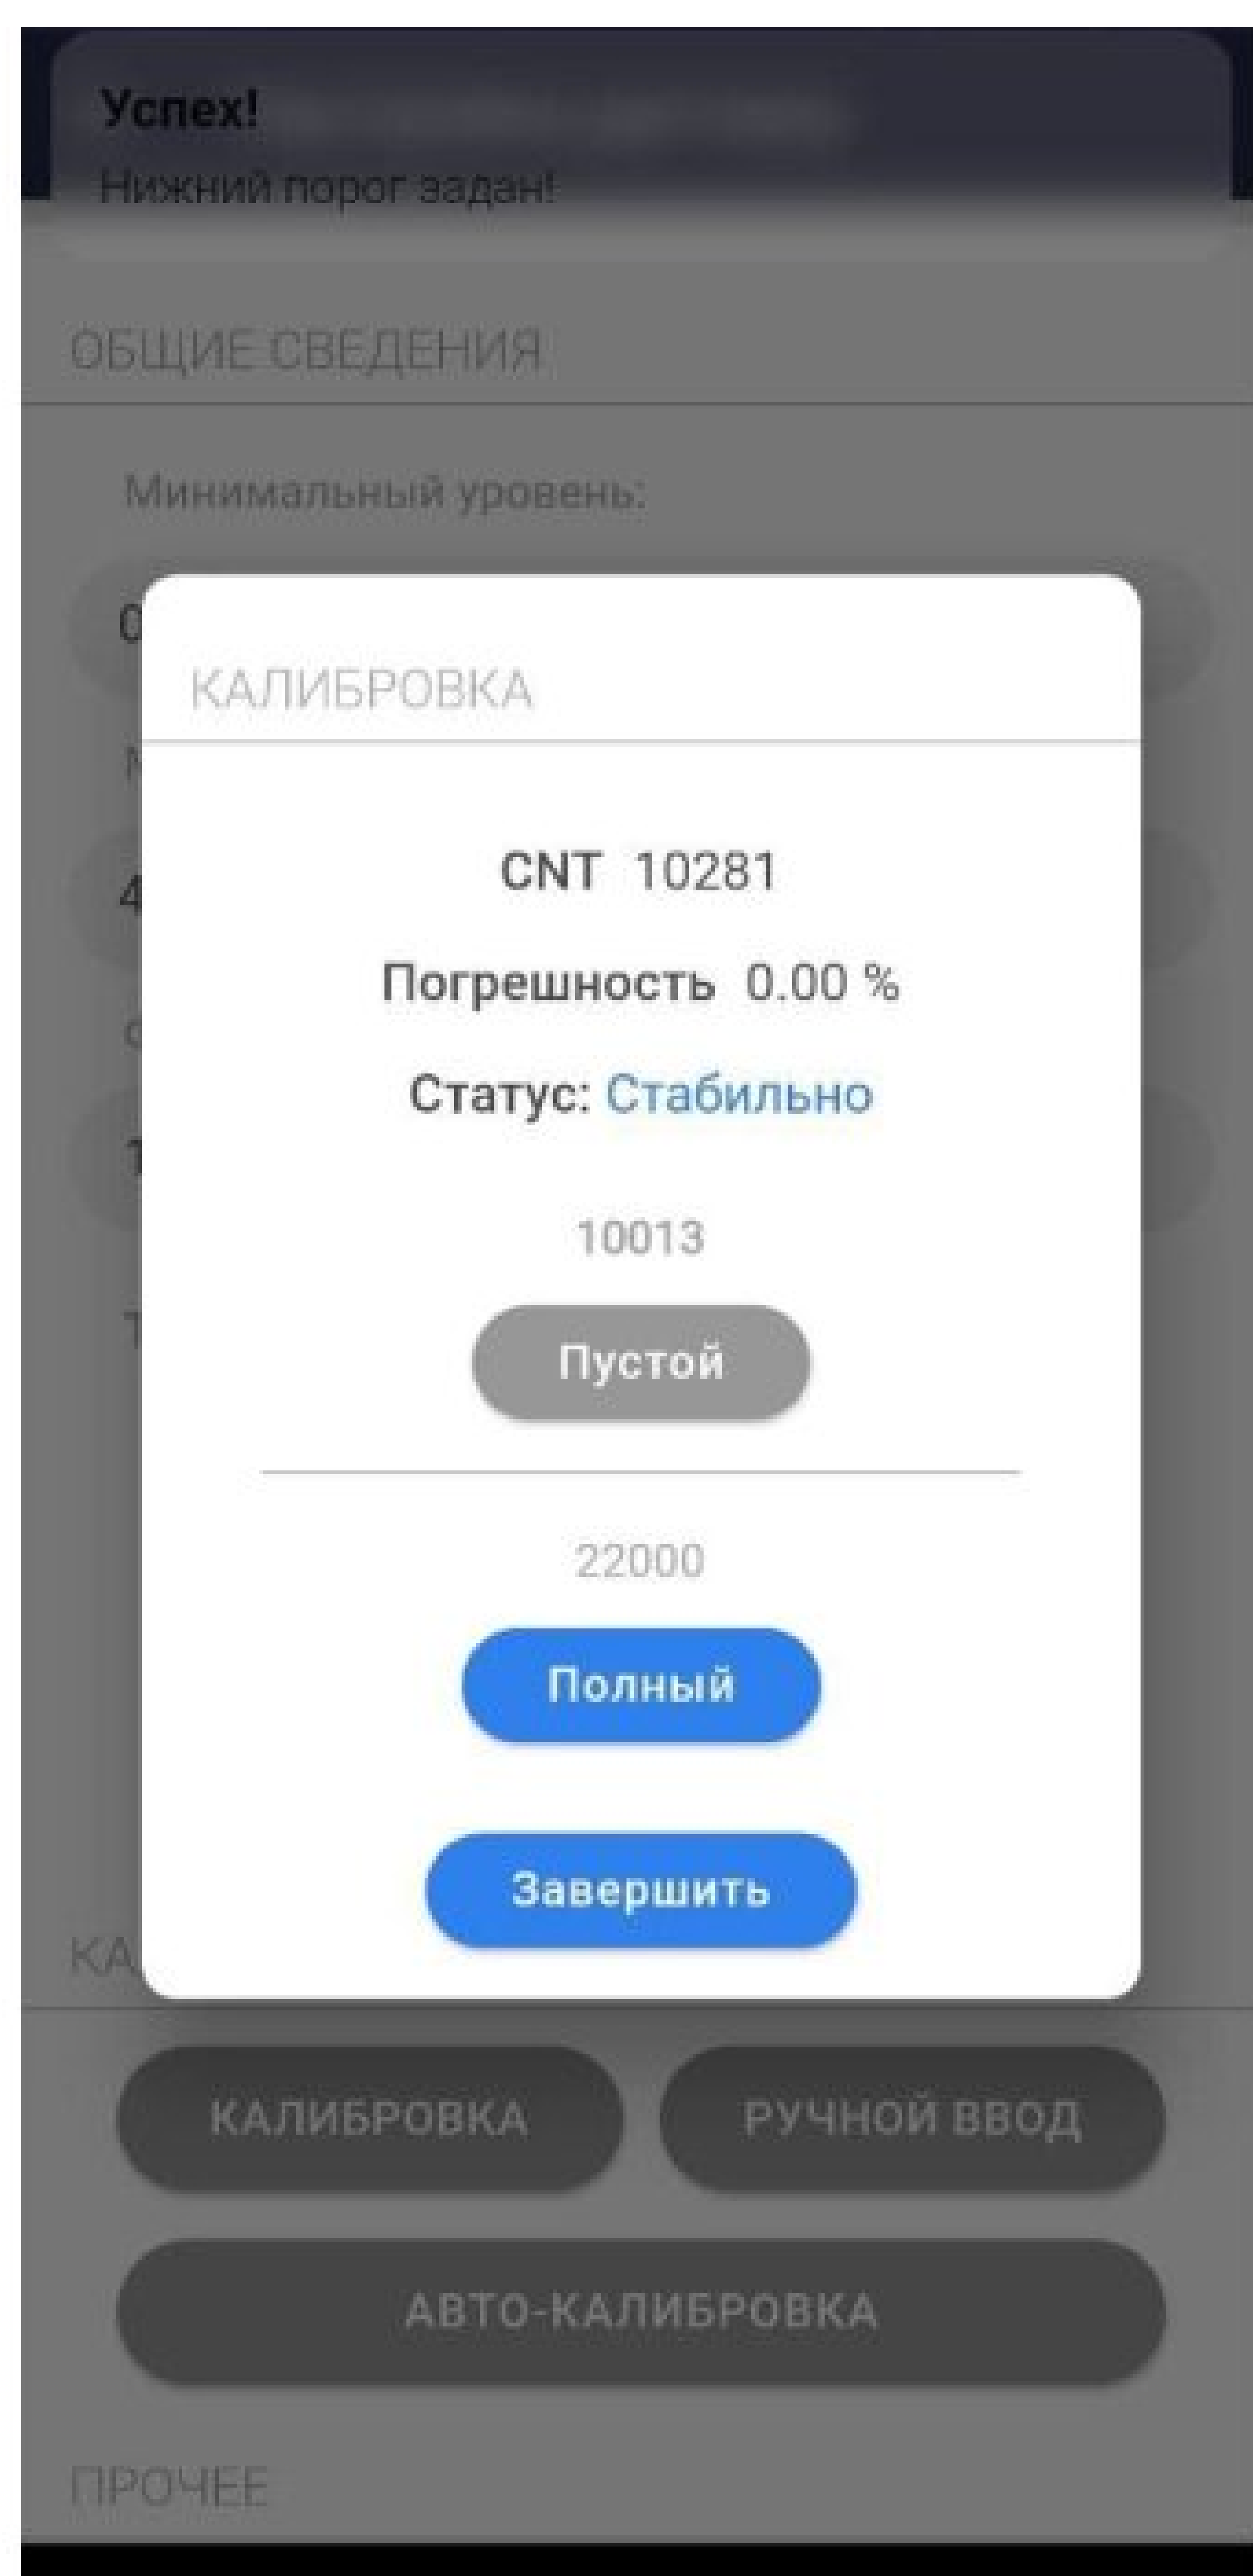 Успех!
Нижний порог задан!
ОБЩИЕ СВЕДЕНИЯ
Минимальный уровень:
КАЛИБРОВКА
CNT 10281
Погрешность 0.00 %
Статус: Стабильно
10013
Пустой
22000
Полный
Завершить
КА
КАЛИБРОВКА
РУЧНОЙ ВВОД
АВТО-КАЛИБРОВКА
ПРОЧЕЕ